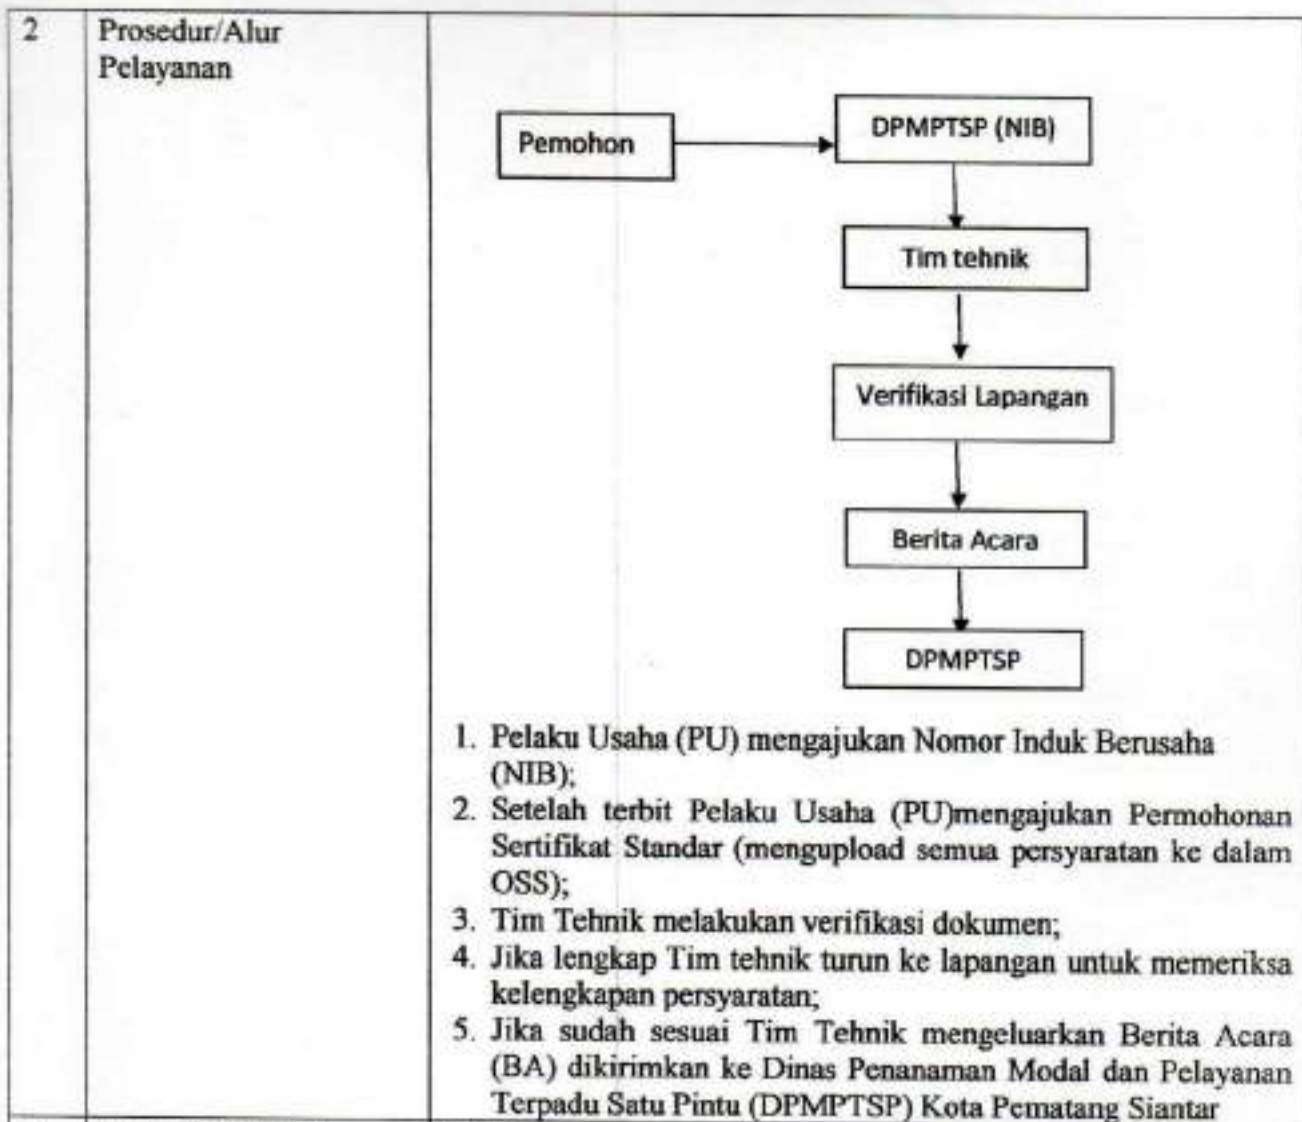 2
Prosedur/Alur
Pelayanan
Pemohon
DPMPTSP (NIB)
Tim tehnik
Verifikasi Lapangan
Berita Acara
DPMPTSP
1. Pelaku Usaha (PU) mengajukan Nomor Induk Berusaha
(NIB);
2. Setelah terbit Pelaku Usaha (PU)mengajukan Permohonan
Sertifikat Standar (mengupload semua persyaratan ke dalam
OSS);
3. Tim Tehnik melakukan verifikasi dokumen;
4. Jika lengkap Tim tehnik turun ke lapangan untuk memeriksa
kelengkapan persyaratan;
5. Jika sudah sesuai Tim Tehnik mengeluarkan Berita Acara
(BA) dikirimkan ke Dinas Penanaman Modal dan Pelayanan
Terpadu Satu Pintu (DPMPTSP) Kota Pematang Siantar